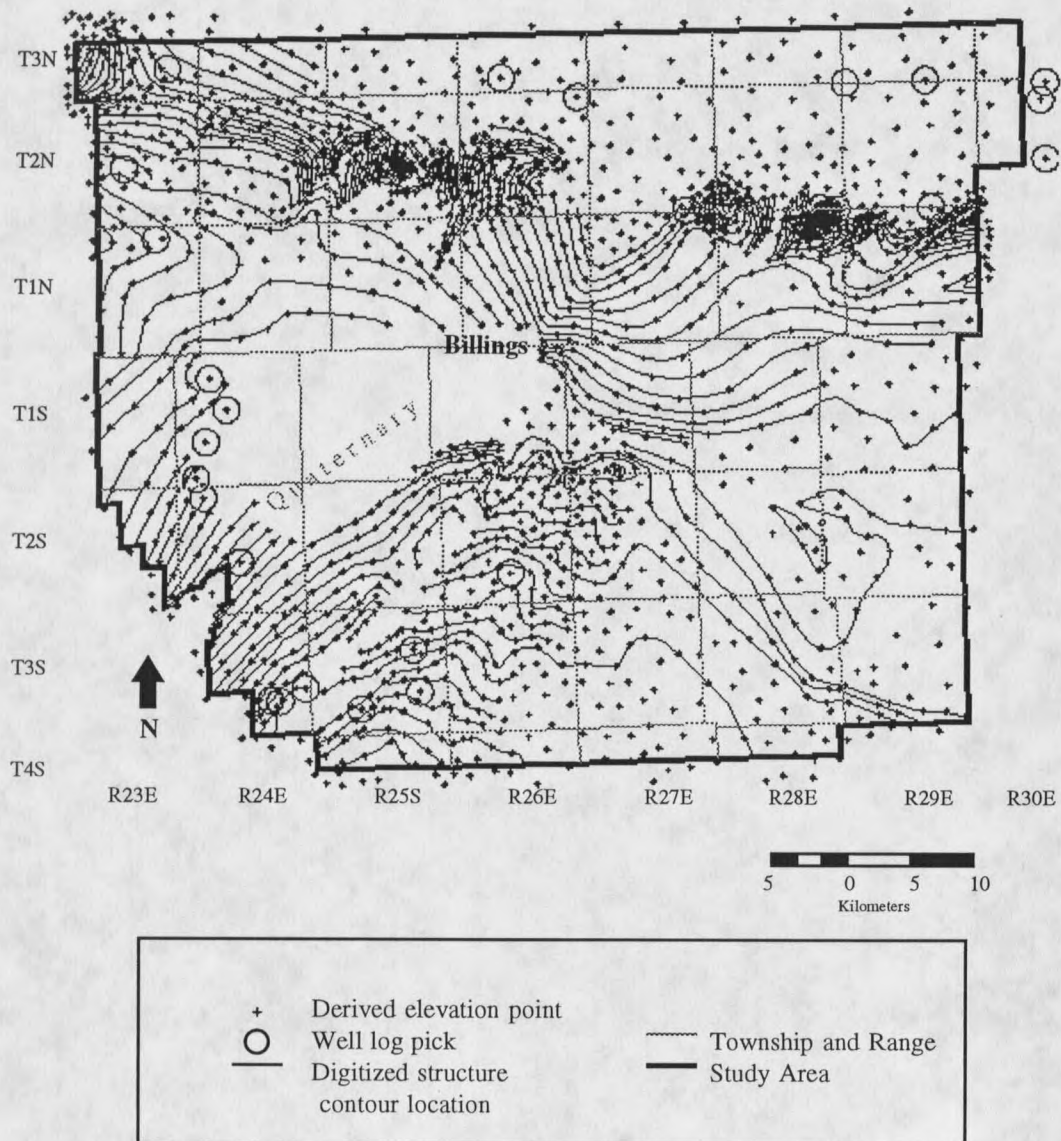 T3N
T2N
T1N
Billings
T1S
Quaternary
T2S
T3S
N
T4S
R23E R24E R25S R26E R27E R28E R29E R30E
5 0 5 10
Kilometers
Derived elevation point
Well log pick
Digitized structure
contour location
Township and Range
Study Area